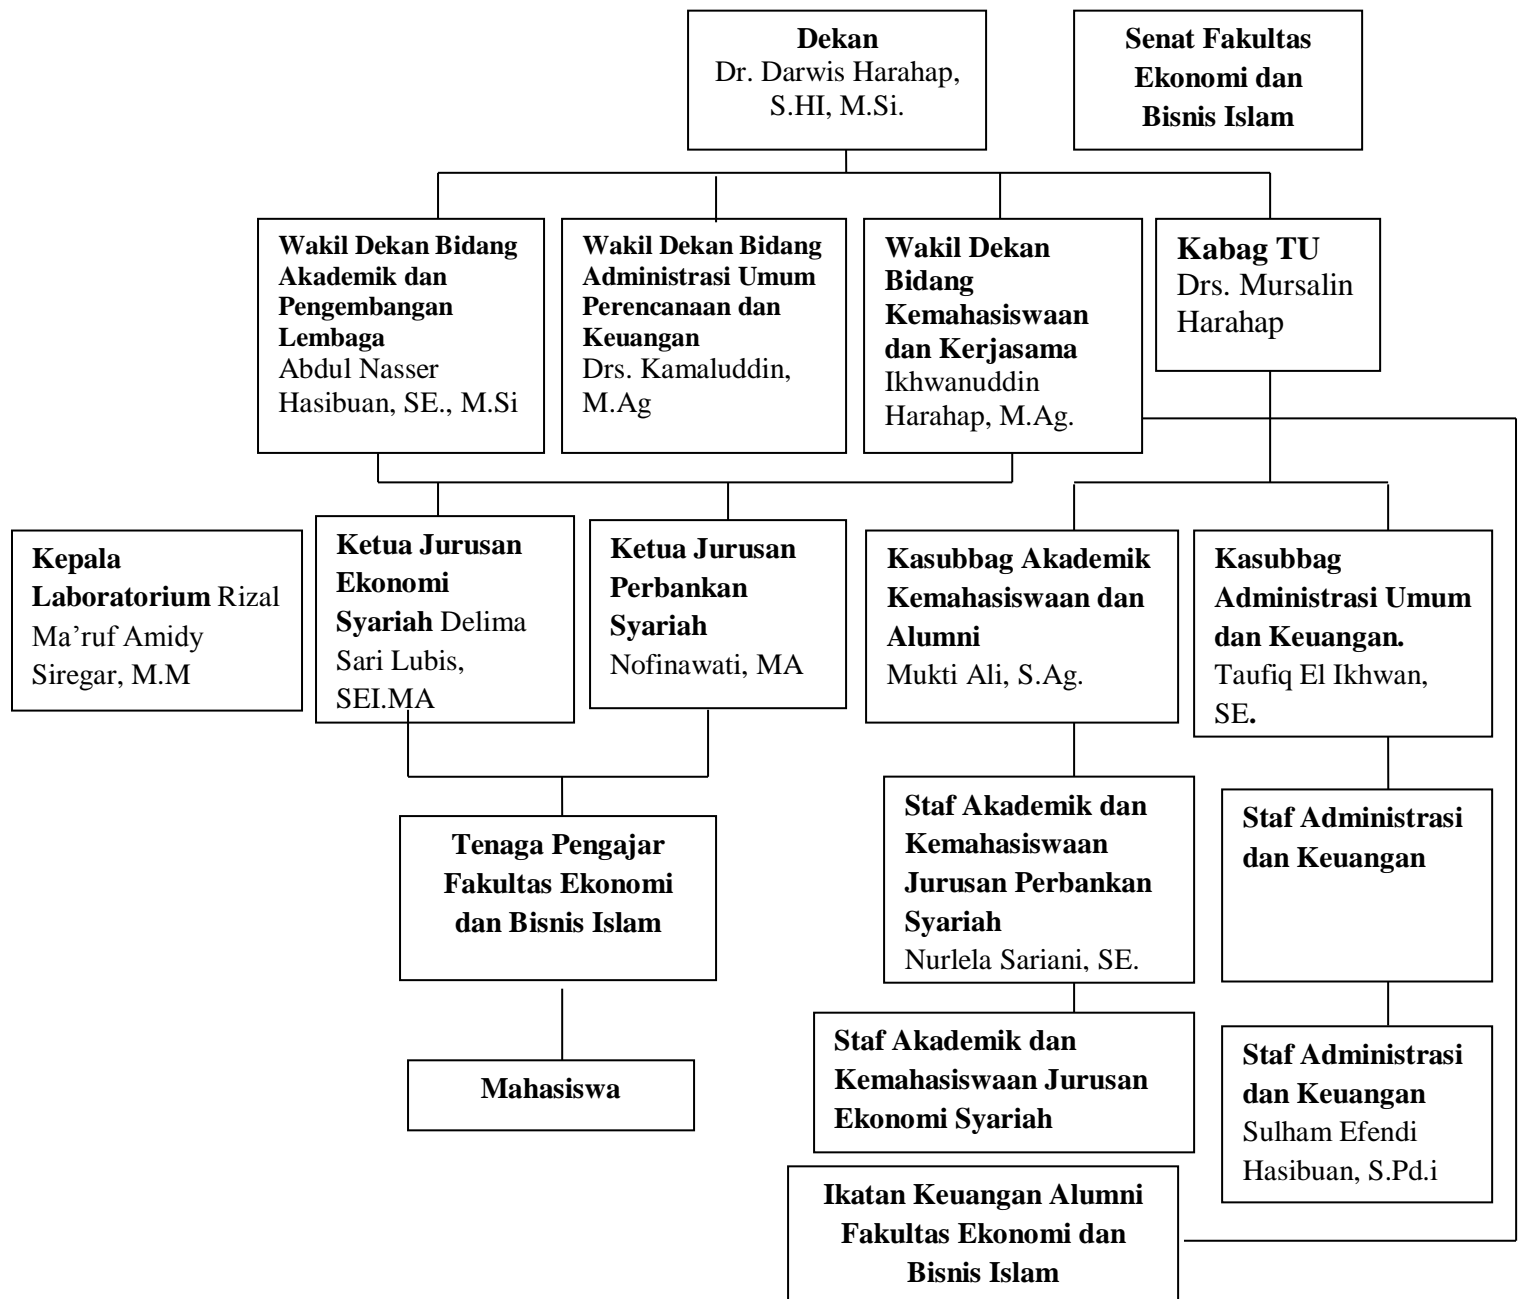 Dekan
Dr. Darwis Harahap,
S.HI, M.Si.
Senat Fakultas
Ekonomi dan
Bisnis Islam
Wakil Dekan Bidang
Akademik dan
Pengembangan
Lembaga
Abdul Nasser
Hasibuan, SE., M.Si
Wakil Dekan Bidang
Administrasi Umum
Perencanaan dan
Keuangan
Drs. Kamaluddin,
M.Ag
Wakil Dekan
Bidang
Kemahasiswaan
dan Kerjasama
Ikhwanuddin
Harahap, M.Ag.
Kabag TU
Drs. Mursalin
Harahap
Kepala
Laboratorium Rizal
Ma’ruf Amidy
Siregar, M.M
Ketua Jurusan
Ekonomi
Syariah Delima
Sari Lubis,
SEI.MA
Ketua Jurusan
Perbankan
Syariah
Nofinawati, MA
Kasubbag Akademik
Kemahasiswaan dan
Alumni
Mukti Ali, S.Ag.
Kasubbag
Administrasi Umum
dan Keuangan.
Taufiq El Ikhwan,
SE.
Tenaga Pengajar
Fakultas Ekonomi
dan Bisnis Islam
Staf Akademik dan
Kemahasiswaan
Jurusan Perbankan
Syariah
Nurlela Sariani, SE.
Staf Administrasi
dan Keuangan
Mahasiswa
Staf Akademik dan
Kemahasiswaan Jurusan
Ekonomi Syariah
Staf Administrasi
dan Keuangan
Sulham Efendi
Hasibuan, S.Pd.i
Ikatan Keuangan Alumni
Fakultas Ekonomi dan
Bisnis Islam